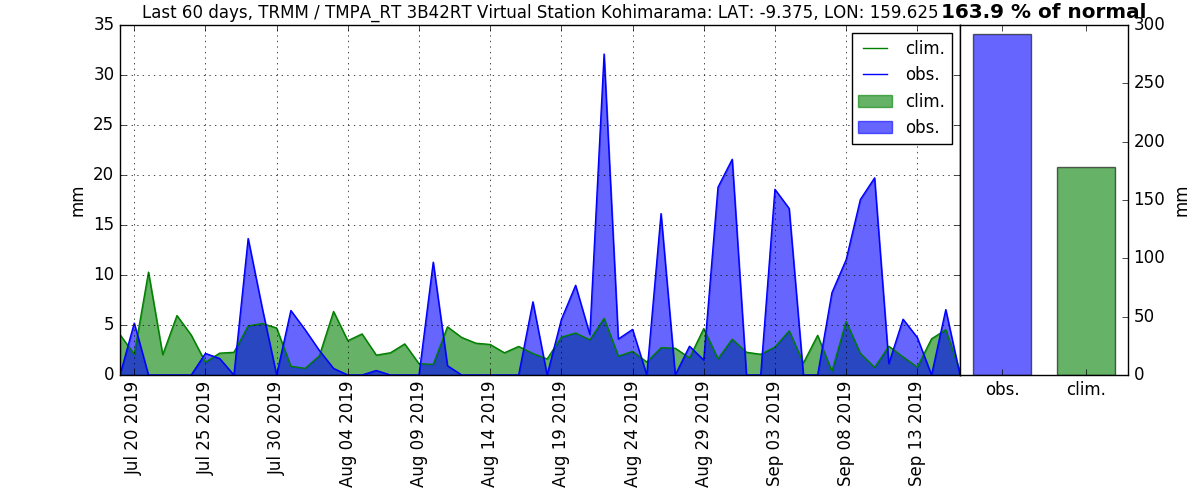 Last 60 days, TRMM / TMPA_RT 3B42RT Virtual Station Kohimarama: LAT: -9.375, LON: 159.625
163.9 % of normal
35
30
25
20
15
10
5
0
mm
clim.
obs.
clim.
obs.
Jul 20 2019
Jul 25 2019
Jul 30 2019
Aug 04 2019
Aug 09 2019
Aug 14 2019
Aug 19 2019
Aug 24 2019
Aug 29 2019
Sep 03 2019
Sep 08 2019
Sep 13 2019
300
250
200
150
100
50
0
mm
obs.
clim.